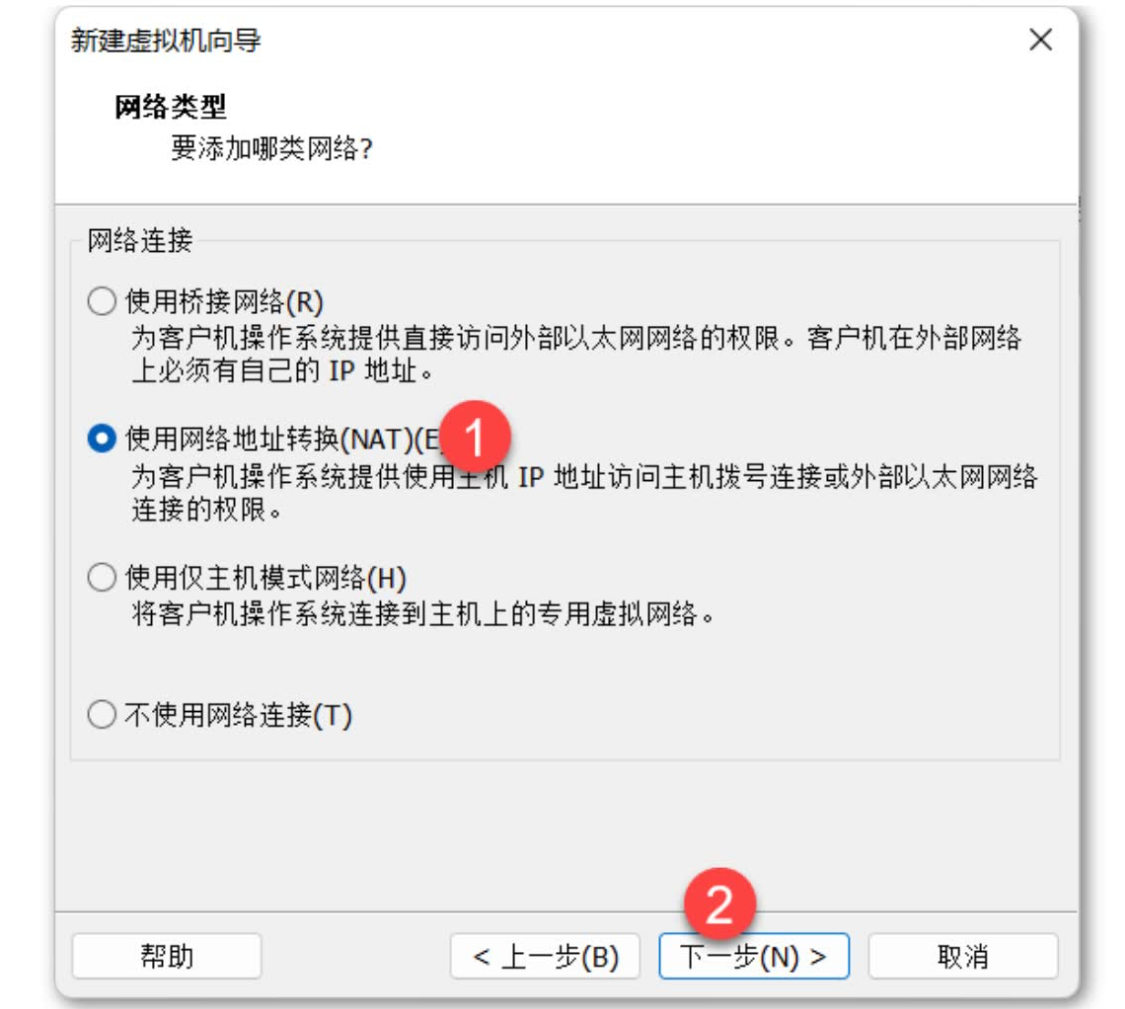 新建虚拟机向导
网络类型
要添加哪类网络?
网络连接
使用桥接网络(R)
为客户机操作系统提供直接访问外部以太网网络的权限。客户机在外部网络
上必须有自己的 IP 地址。
使用网络地址转换(NAT)(E
1
为客户机操作系统提供使用主机 IP 地址访问主机拨号连接或外部以太网网络
连接的权限。
使用仅主机模式网络(H)
将客户机操作系统连接到主机上的专用虚拟网络。
不使用网络连接(T)
2
帮助
< 上一步(B)
下一步(N) >
取消